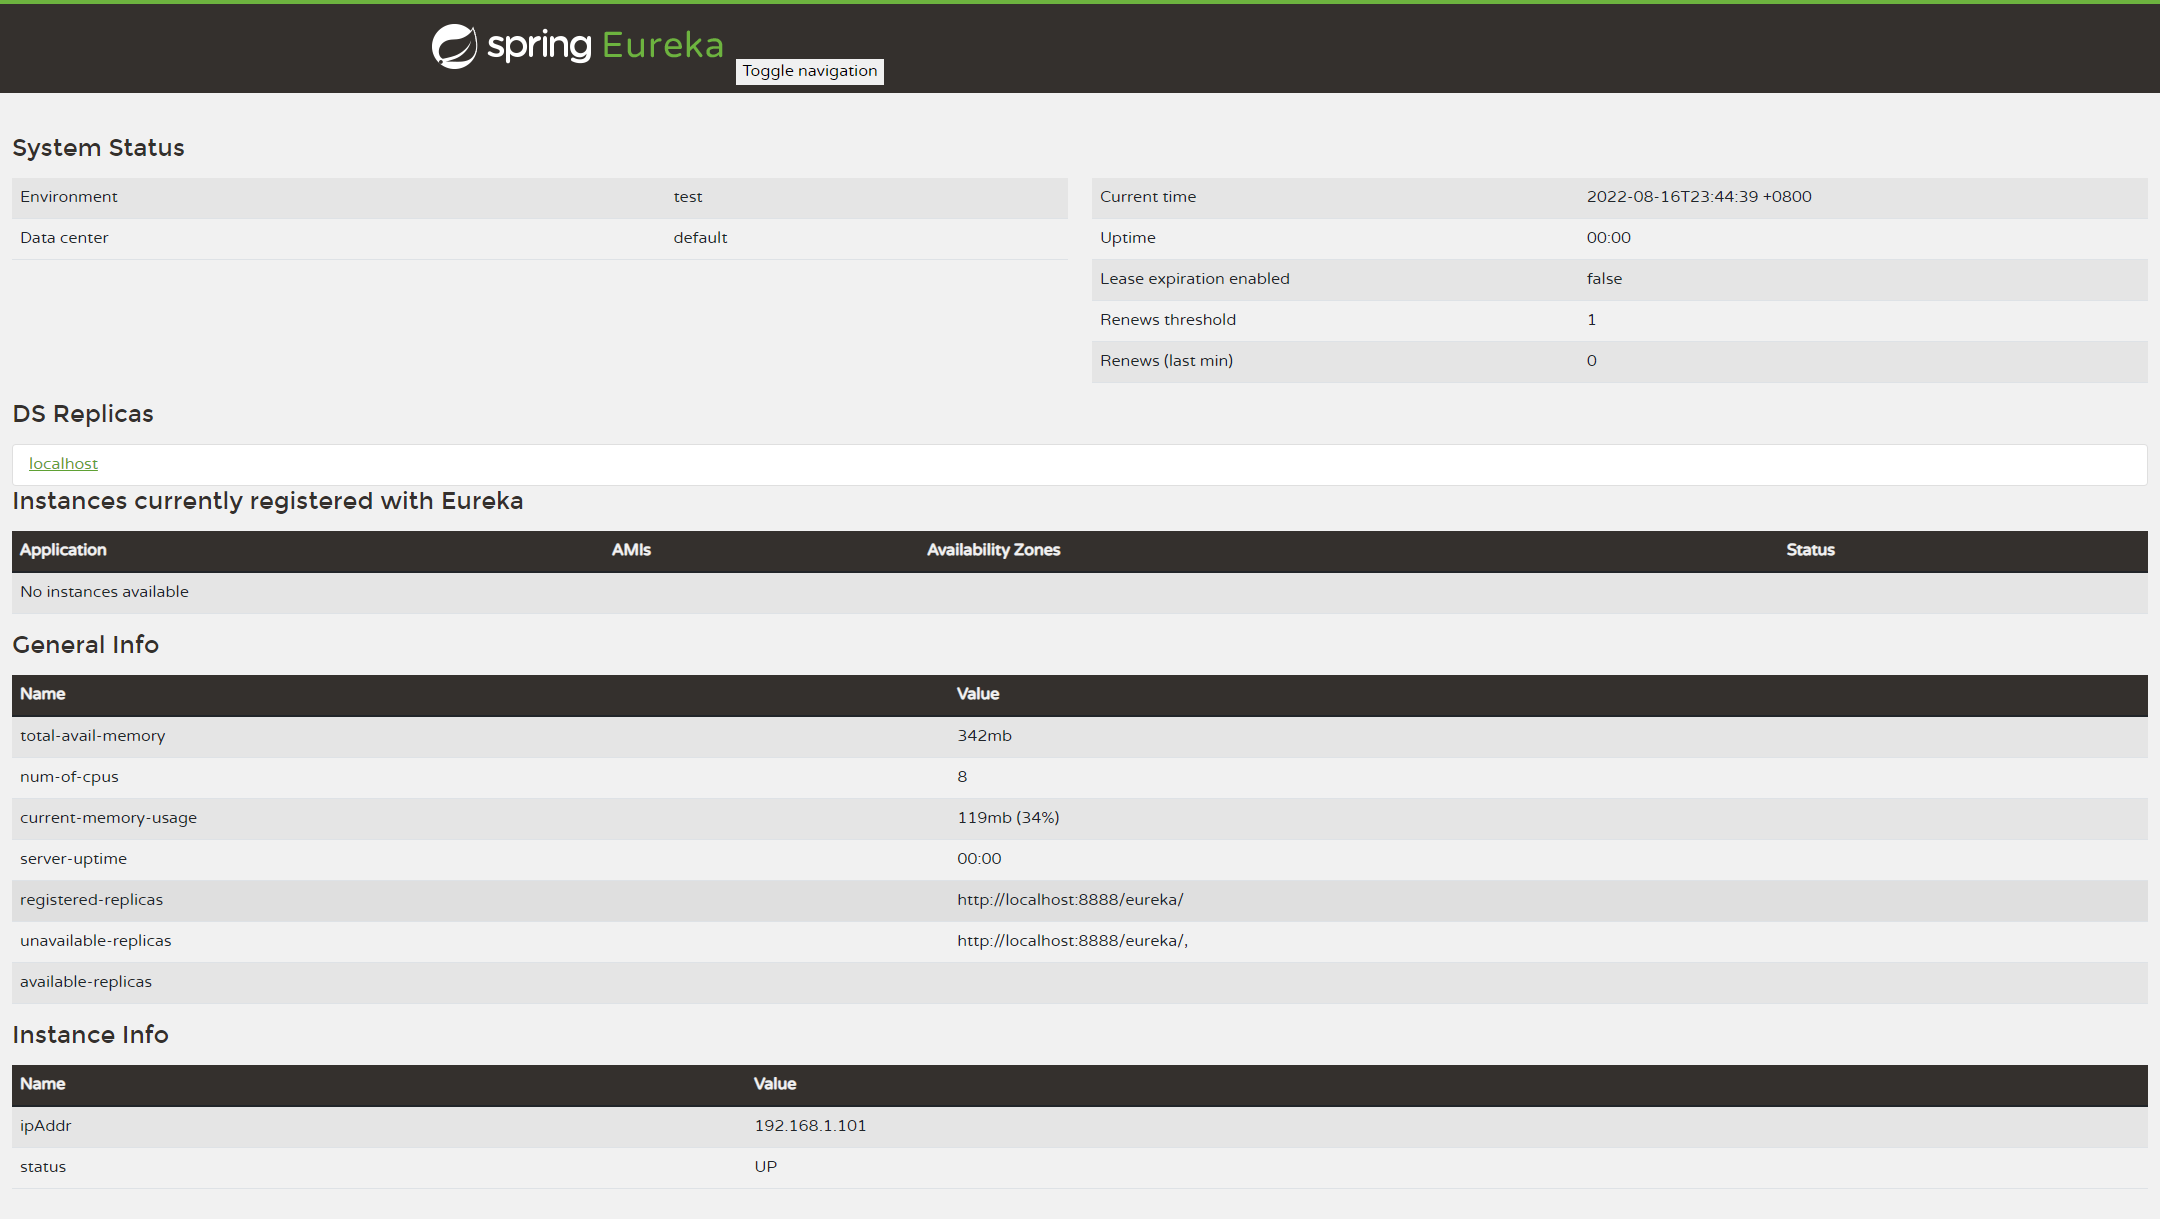 spring Eureka
Toggle navigation
System Status
Environment test
Data center default
Current time 2022-08-16T23:44:39 +0800
Uptime 00:00
Lease expiration enabled false
Renews threshold 1
Renews (last min) 0
DS Replicas
localhost
Instances currently registered with Eureka
Application AMIs Availability Zones Status
No instances available
General Info
Name Value
total-avail-memory 342mb
num-of-cpus 8
current-memory-usage 119mb (34%)
server-uptime 00:00
registered-replicas http://localhost:8888/eureka/
unavailable-replicas http://localhost:8888/eureka/,
available-replicas
Instance Info
Name Value
ipAddr 192.168.1.101
status UP